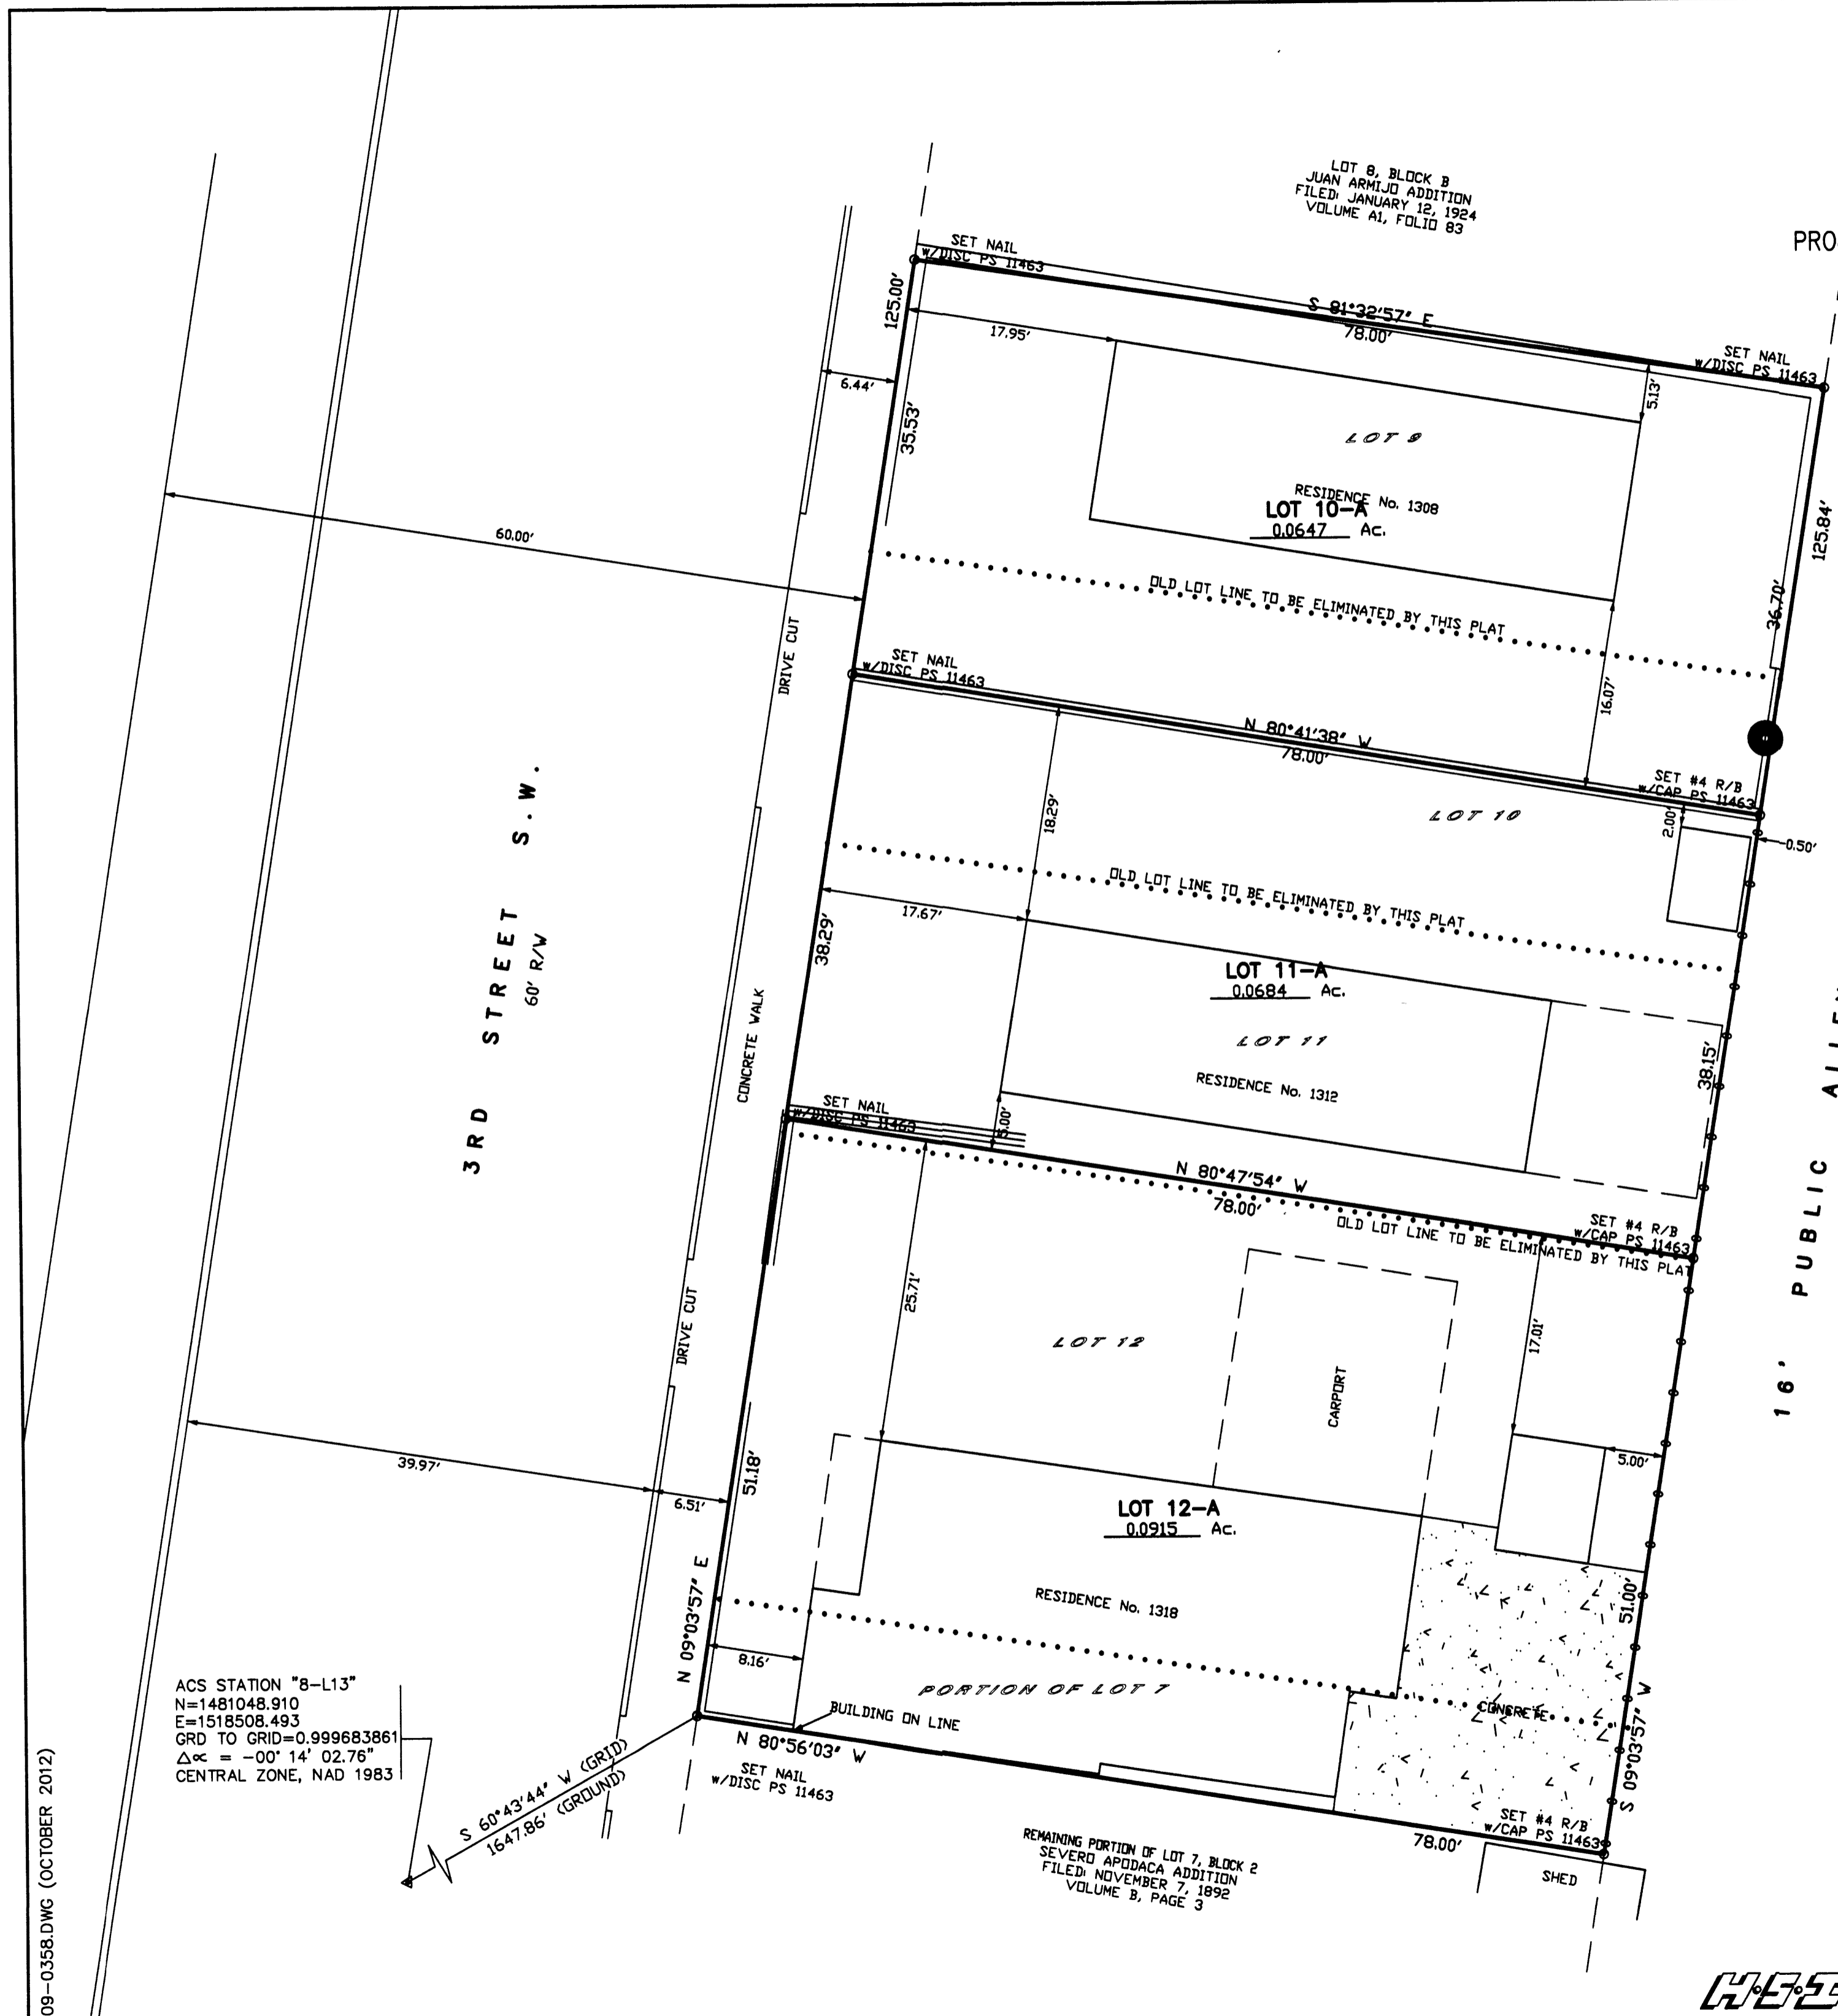 LOT 8, BLOCK B
JUAN ARMIJO ADDITION
FILED: JANUARY 12, 1924
VOLUME A1, FOLIO 83
PRO
SET NAIL
w/DISC PS 11463
125.00'
S 81°32'57" E
78.00'
17.95'
SET NAIL
w/DISC PS 11463
6.44'
5.13'
35.53'
LOT 9
RESIDENCE No. 1308
LOT 10-A
0.0647 Ac.
125.84'
60.00'
OLD LOT LINE TO BE ELIMINATED BY THIS PLAT
36.70'
DRIVE CUT
SET NAIL
w/DISC PS 11463
16.07'
N 80°41'38" W
78.00'
SET #4 R/B
w/CAP PS 11463
LOT 10
18.29'
2.00'
0.50'
3RD STREET S.W.
60' R/W
OLD LOT LINE TO BE ELIMINATED BY THIS PLAT
17.67'
38.29'
LOT 11-A
0.0684 Ac.
CONCRETE WALK
LOT 11
38.15'
RESIDENCE No. 1312
SET NAIL
w/DISC PS 11463
5.00'
N 80°47'54" W
78.00'
SET #4 R/B
w/CAP PS 11463
OLD LOT LINE TO BE ELIMINATED BY THIS PLAT
16' PUBLIC
25.71'
DRIVE CUT
LOT 12
17.01'
CARPORT
39.97'
6.51'
51.18'
5.00'
LOT 12-A
0.0915 Ac.
RESIDENCE No. 1318
51.00'
N 09°03'57" E
8.16'
PORTION OF LOT 7
BUILDING ON LINE
CONCRETE
S 09°03'57" W
ACS STATION "8-L13"
N=1481048.910
E=1518508.493
GRD TO GRID=0.999683861
Δ∝ = -00° 14' 02.76"
CENTRAL ZONE, NAD 1983
N 80°56'03" W
SET NAIL
w/DISC PS 11463
S 60°43'44" W (GRID)
1647.86' (GROUND)
SET #4 R/B
w/CAP PS 11463
78.00'
SHED
REMAINING PORTION OF LOT 7, BLOCK 2
SEVERO APODACA ADDITION
FILED: NOVEMBER 7, 1892
VOLUME B, PAGE 3
09-0358.DWG (OCTOBER 2012)
H·S·I